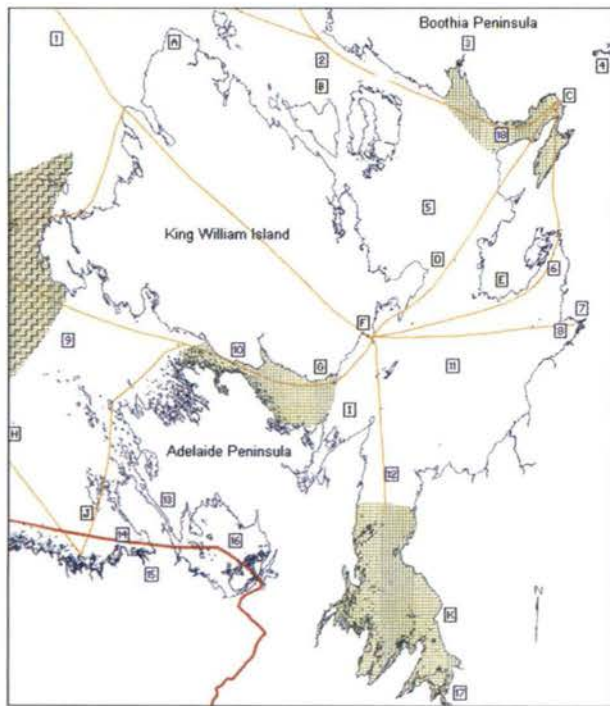 Boothia Peninsula
1
A
2
3
4
B
C
18
5
King William Island
D
E
6
F
7
8
9
10
G
11
I
H
Adelaide Peninsula
12
J
13
14
16
15
N
K
17